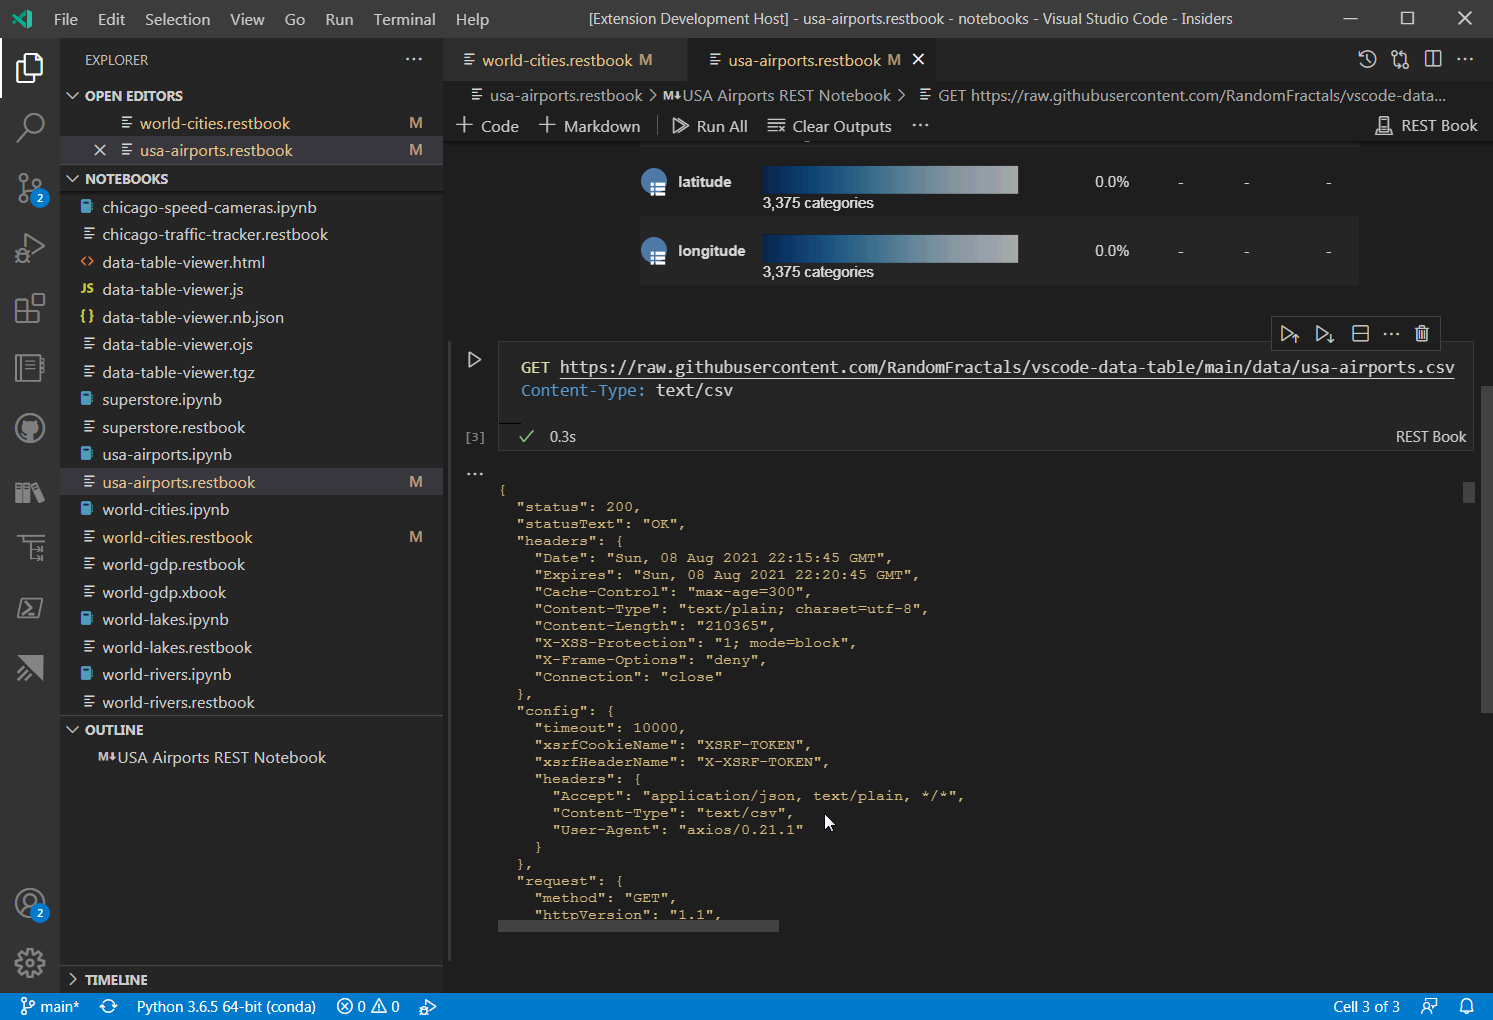 File Edit Selection View Go Run Terminal Help [Extension Development Host] - usa-airports.restbook - notebooks - Visual Studio Code - Insiders
EXPLORER
OPEN EDITORS
world-cities.restbook M
usa-airports.restbook M
NOTEBOOKS
chicago-speed-cameras.ipynb
chicago-traffic-tracker.restbook
data-table-viewer.html
JS data-table-viewer.js
{} data-table-viewer.nb.json
data-table-viewer.ojs
data-table-viewer.tgz
superstore.ipynb
superstore.restbook
usa-airports.ipynb
usa-airports.restbook M
world-cities.ipynb
world-cities.restbook M
world-gdp.restbook
world-gdp.xbook
world-lakes.ipynb
world-lakes.restbook
world-rivers.ipynb
world-rivers.restbook
OUTLINE
M↓USA Airports REST Notebook
TIMELINE
2
2
world-cities.restbook M usa-airports.restbook M
usa-airports.restbook > M↓USA Airports REST Notebook > GET https://raw.githubusercontent.com/RandomFractals/vscode-data...
+ Code + Markdown Run All Clear Outputs ... REST Book
latitude 0.0% - - -
3,375 categories
longitude 0.0% - - -
3,375 categories
GET https://raw.githubusercontent.com/RandomFractals/vscode-data-table/main/data/usa-airports.csv
Content-Type: text/csv
[3] 0.3s REST Book
...
{
"status": 200,
"statusText": "OK",
"headers": {
"Date": "Sun, 08 Aug 2021 22:15:45 GMT",
"Expires": "Sun, 08 Aug 2021 22:20:45 GMT",
"Cache-Control": "max-age=300",
"Content-Type": "text/plain; charset=utf-8",
"Content-Length": "210365",
"X-XSS-Protection": "1; mode=block",
"X-Frame-Options": "deny",
"Connection": "close"
},
"config": {
"timeout": 10000,
"xsrfCookieName": "XSRF-TOKEN",
"xsrfHeaderName": "X-XSRF-TOKEN",
"headers": {
"Accept": "application/json, text/plain, */*",
"Content-Type": "text/csv",
"User-Agent": "axios/0.21.1"
}
},
"request": {
"method": "GET",
"httpVersion": "1.1",
main* Python 3.6.5 64-bit (conda) 0 0 Cell 3 of 3